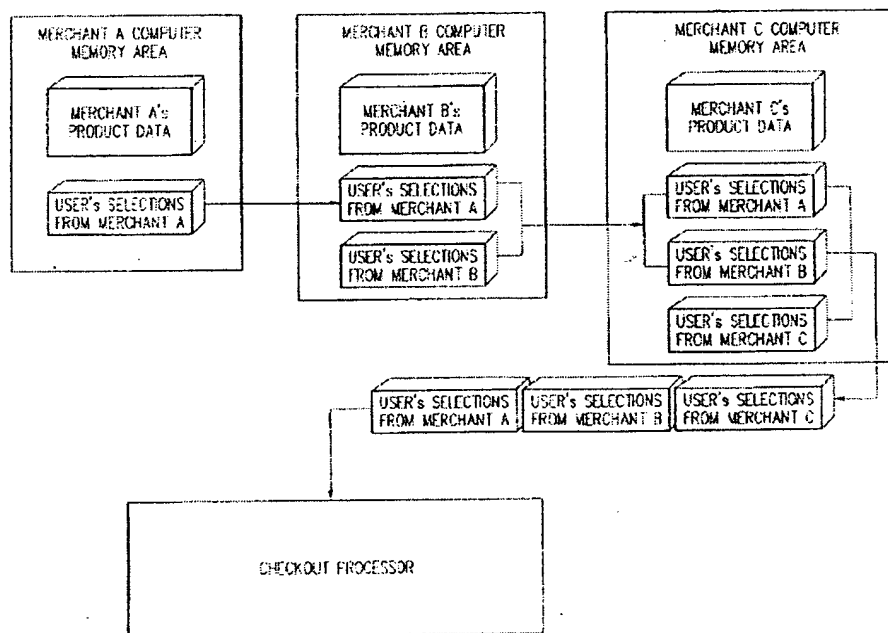 MERCHANT A COMPUTER
MEMORY AREA
MERCHANT A's
PRODUCT DATA
USER's SELECTIONS
FROM MERCHANT A
MERCHANT B COMPUTER
MEMORY AREA
MERCHANT B's
PRODUCT DATA
USER's SELECTIONS
FROM MERCHANT A
USER's SELECTIONS
FROM MERCHANT B
MERCHANT C COMPUTER
MEMORY AREA
MERCHANT C's
PRODUCT DATA
USER's SELECTIONS
FROM MERCHANT A
USER's SELECTIONS
FROM MERCHANT B
USER's SELECTIONS
FROM MERCHANT C
USER'S SELECTIONS
FROM MERCHANT A
USER'S SELECTIONS
FROM MERCHANT B
USER's SELECTIONS
FROM MERCHANT C
CHECKOUT PROCESSOR